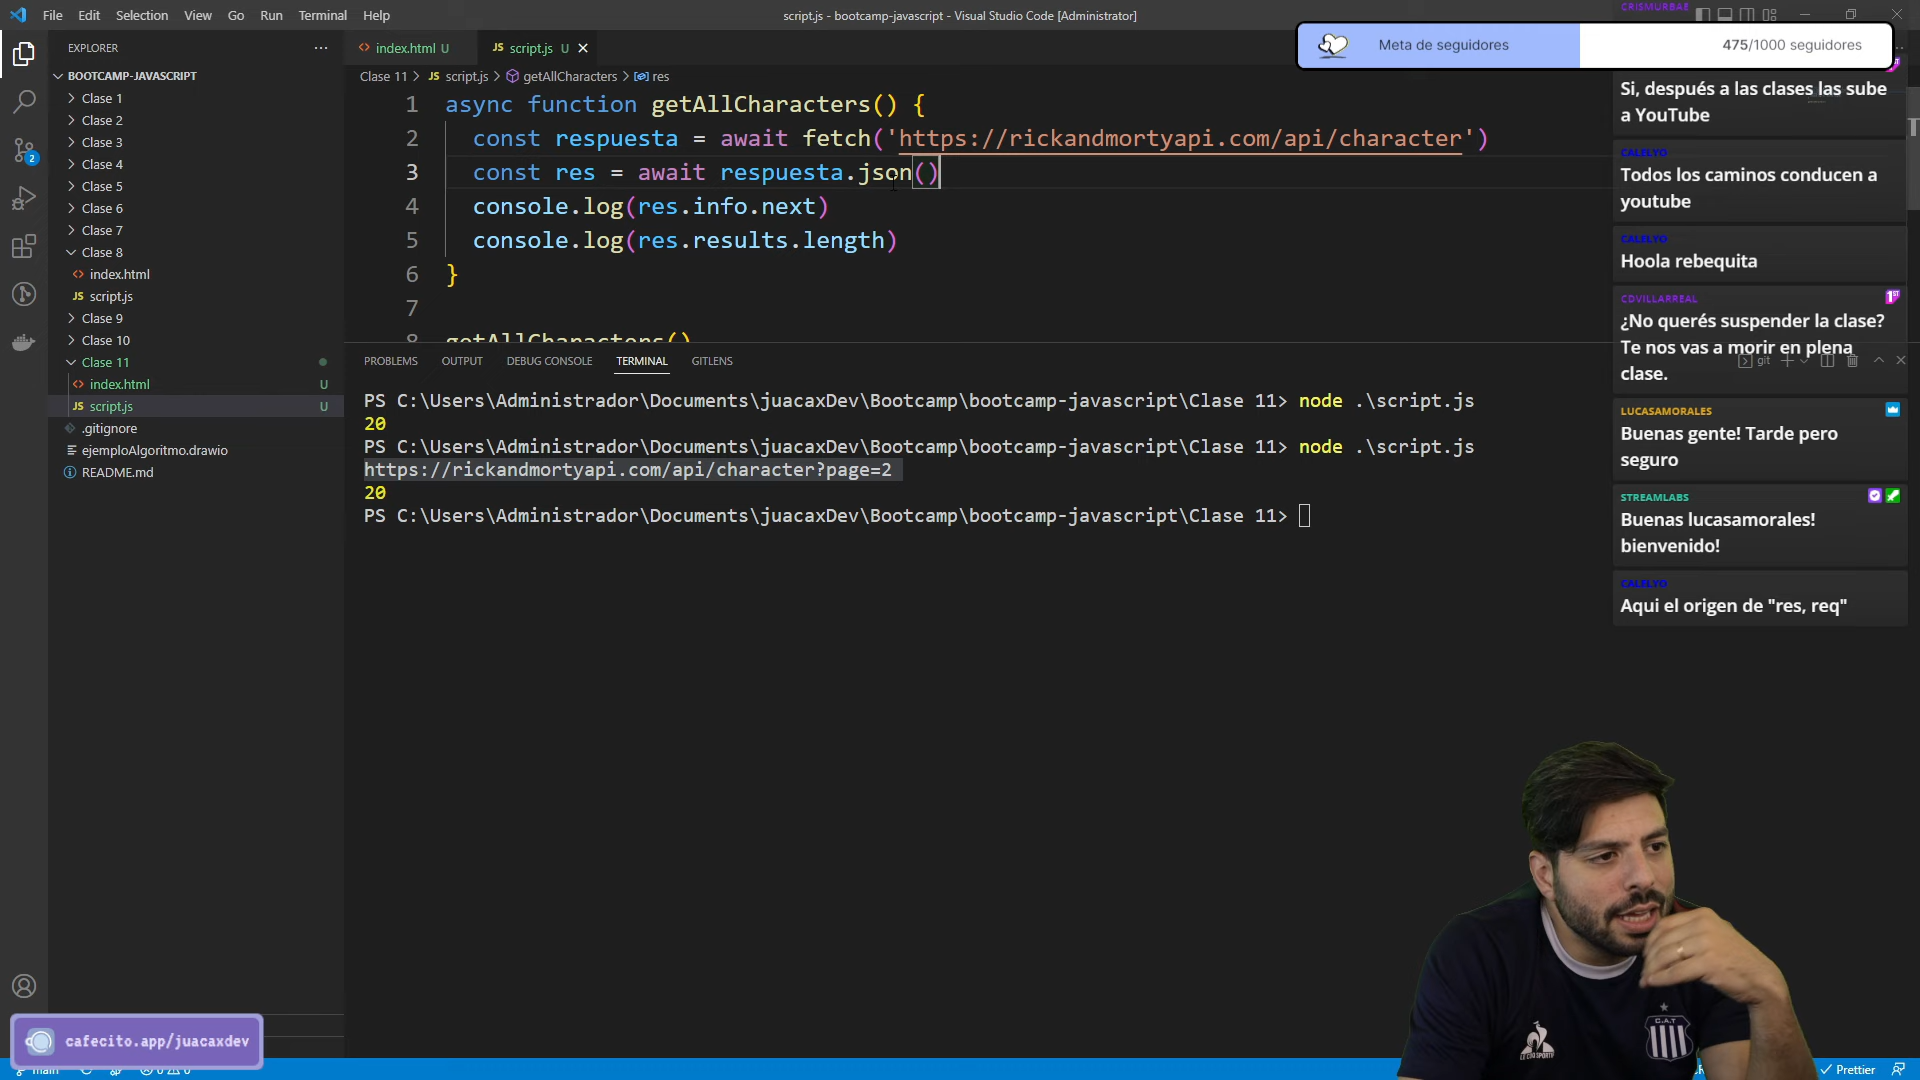 File Edit Selection View Go Run Terminal Help
script.js - bootcamp-javascript - Visual Studio Code [Administrator]
CRISMURBAE
Meta de seguidores
475/1000 seguidores
EXPLORER
BOOTCAMP-JAVASCRIPT
Clase 1
Clase 2
Clase 3
Clase 4
Clase 5
Clase 6
Clase 7
Clase 8
index.html
script.js
Clase 9
Clase 10
Clase 11
index.html U
script.js U
.gitignore
ejemploAlgoritmo.drawio
README.md
2
index.html U
JS script.js U
Clase 11 > JS script.js > getAllCharacters > res
1 async function getAllCharacters() {
2 const respuesta = await fetch('https://rickandmortyapi.com/api/character')
3 const res = await respuesta.json()
4 console.log(res.info.next)
5 console.log(res.results.length)
6 }
7
8 getAllCharacters()
PROBLEMS OUTPUT DEBUG CONSOLE TERMINAL GITLENS
git
PS C:\Users\Administrador\Documents\juacaxDev\Bootcamp\bootcamp-javascript\Clase 11> node .\script.js
20
PS C:\Users\Administrador\Documents\juacaxDev\Bootcamp\bootcamp-javascript\Clase 11> node .\script.js
https://rickandmortyapi.com/api/character?page=2
20
PS C:\Users\Administrador\Documents\juacaxDev\Bootcamp\bootcamp-javascript\Clase 11>
Si, después a las clases las sube
a YouTube
CALELYO
Todos los caminos conducen a
youtube
CALELYO
Hoola rebequita
CDVILLARREAL
¿No querés suspender la clase?
Te nos vas a morir en plena
clase.
LUCASAMORALES
Buenas gente! Tarde pero
seguro
STREAMLABS
Buenas lucasamorales!
bienvenido!
CALELYO
Aqui el origen de "res, req"
C.A.T
cafecito.app/juacaxdev
main
Prettier